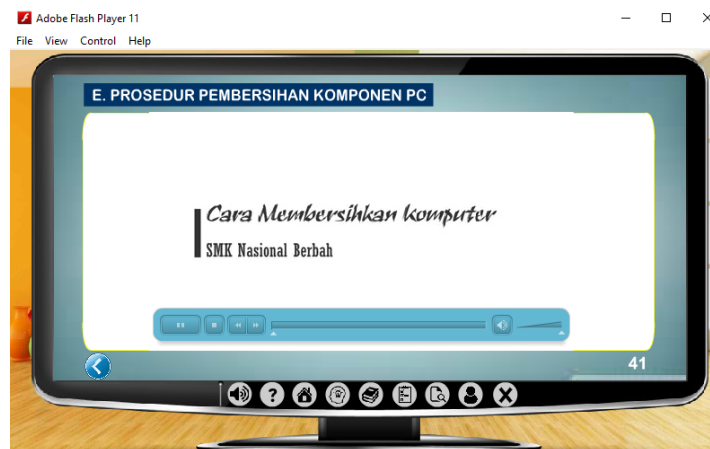 Adobe Flash Player 11
File View Control Help
E. PROSEDUR PEMBERSIHAN KOMPONEN PC
Cara Membersihkan Komputer
SMK Nasional Berbah
41